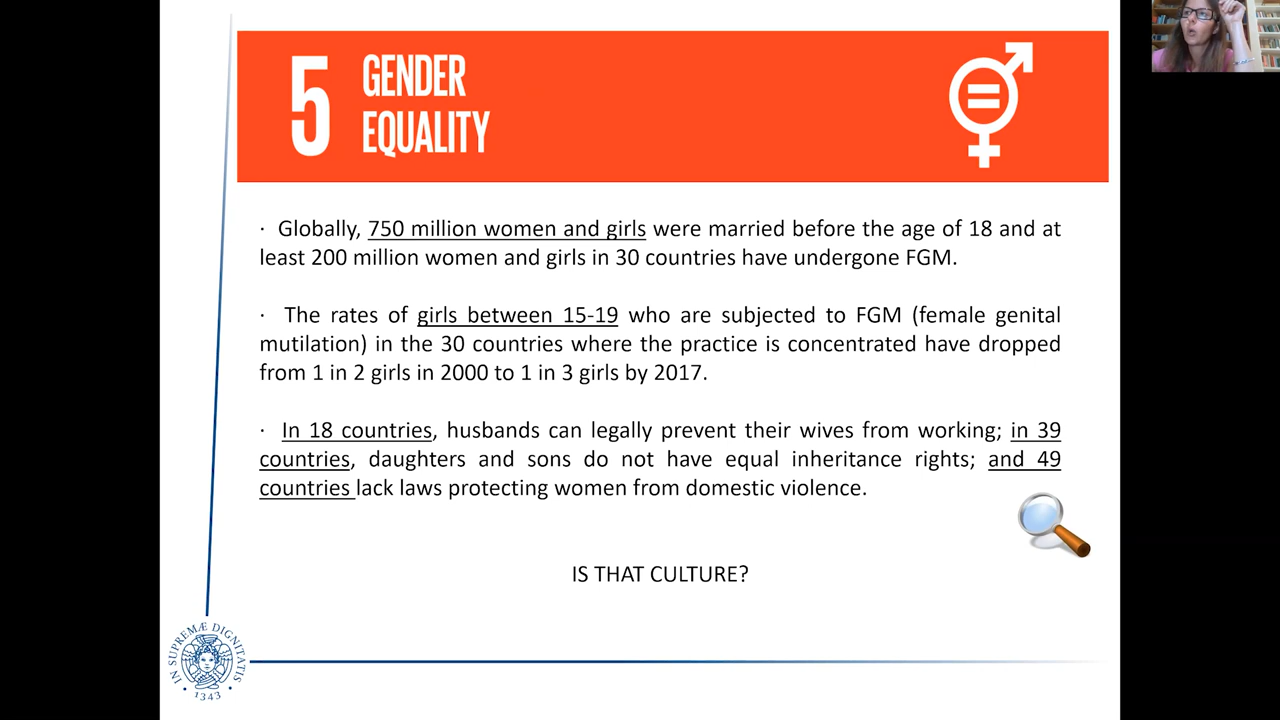 5 GENDER
EQUALITY
· Globally, 750 million women and girls were married before the age of 18 and at
least 200 million women and girls in 30 countries have undergone FGM.
· The rates of girls between 15-19 who are subjected to FGM (female genital
mutilation) in the 30 countries where the practice is concentrated have dropped
from 1 in 2 girls in 2000 to 1 in 3 girls by 2017.
· In 18 countries, husbands can legally prevent their wives from working; in 39
countries, daughters and sons do not have equal inheritance rights; and 49
countries lack laws protecting women from domestic violence.
IS THAT CULTURE?
IN SUPREMÆ DIGNITATIS
· 1343 ·